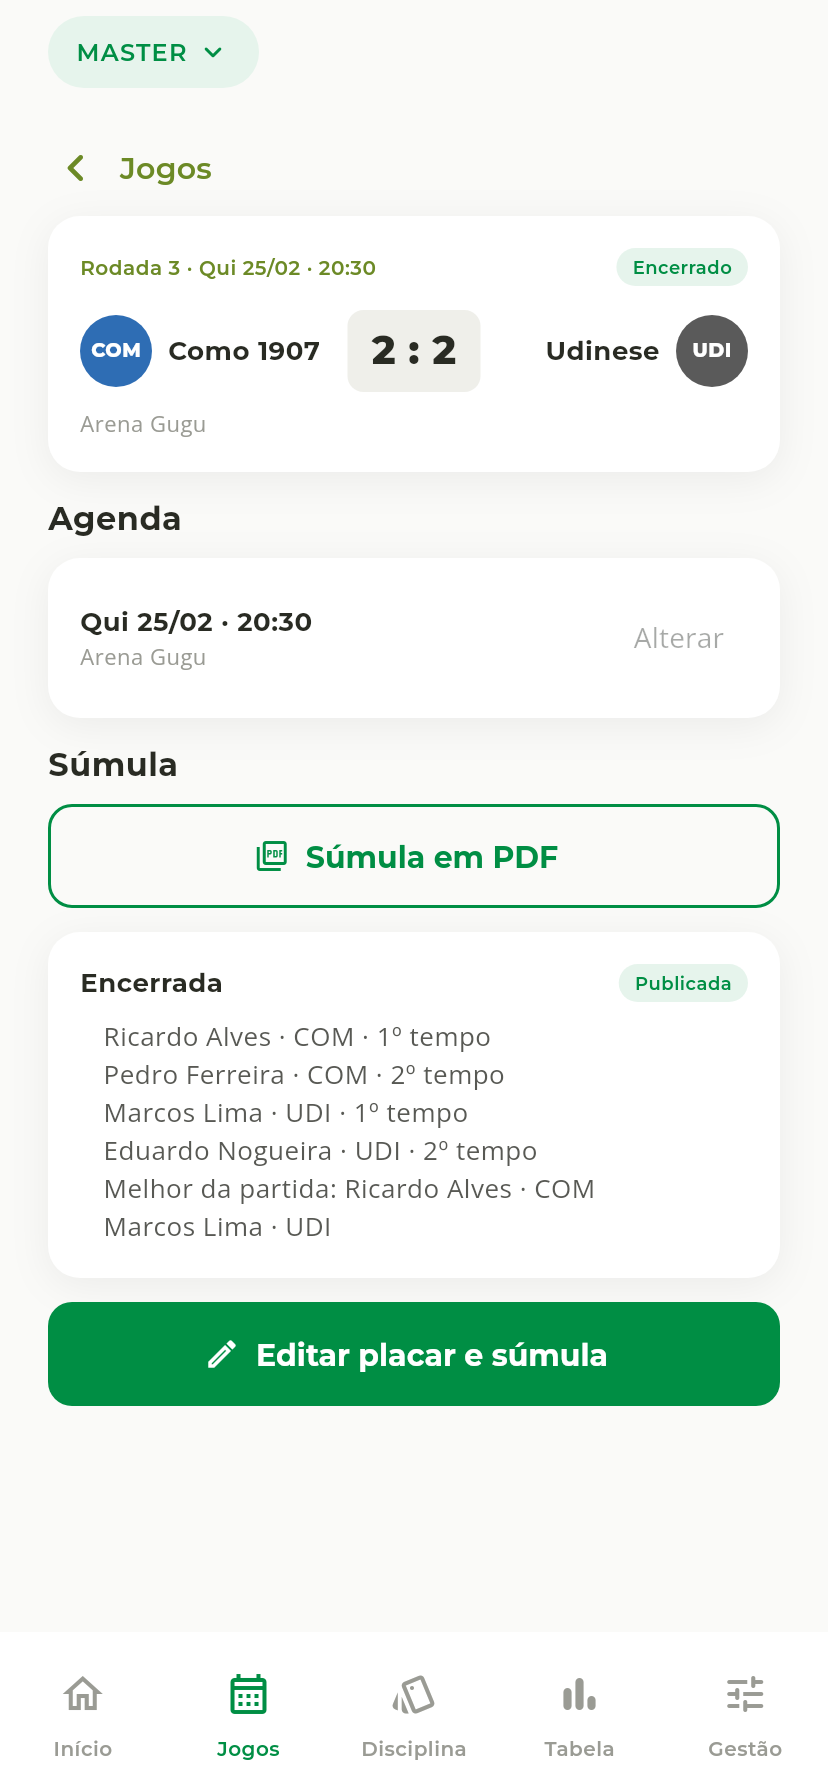 MASTER
Jogos
Rodada 3 · Qui 25/02 · 20:30
Encerrado
COM
Como 1907
2 : 2
Udinese
UDI
Arena Gugu
Agenda
Qui 25/02 · 20:30
Arena Gugu
Alterar
Súmula
PDF
Súmula em PDF
Encerrada
Publicada
Ricardo Alves · COM · 1º tempo
Pedro Ferreira · COM · 2º tempo
Marcos Lima · UDI · 1º tempo
Eduardo Nogueira · UDI · 2º tempo
Melhor da partida: Ricardo Alves · COM
Marcos Lima · UDI
Editar placar e súmula
Início
Jogos
Disciplina
Tabela
Gestão